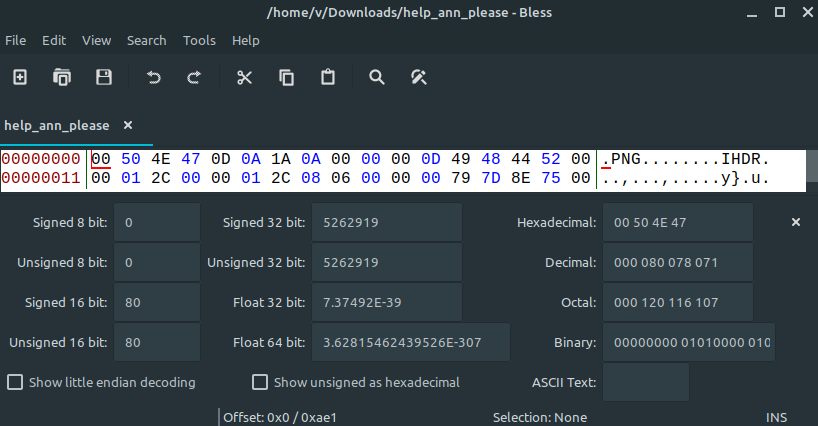 /home/v/Downloads/help_ann_please - Bless
File Edit View Search Tools Help
help_ann_please ×
00000000 00 50 4E 47 0D 0A 1A 0A 00 00 00 0D 49 48 44 52 00 .PNG........IHDR.
00000011 00 01 2C 00 00 01 2C 08 06 00 00 00 79 7D 8E 75 00 ..,...,.....y}.u.
Signed 8 bit: 0 Signed 32 bit: 5262919 Hexadecimal: 00 50 4E 47
Unsigned 8 bit: 0 Unsigned 32 bit: 5262919 Decimal: 000 080 078 071
Signed 16 bit: 80 Float 32 bit: 7.37492E-39 Octal: 000 120 116 107
Unsigned 16 bit: 80 Float 64 bit: 3.62815462439526E-307 Binary: 00000000 01010000 010
Show little endian decoding Show unsigned as hexadecimal ASCII Text:
Offset: 0x0 / 0xae1 Selection: None INS